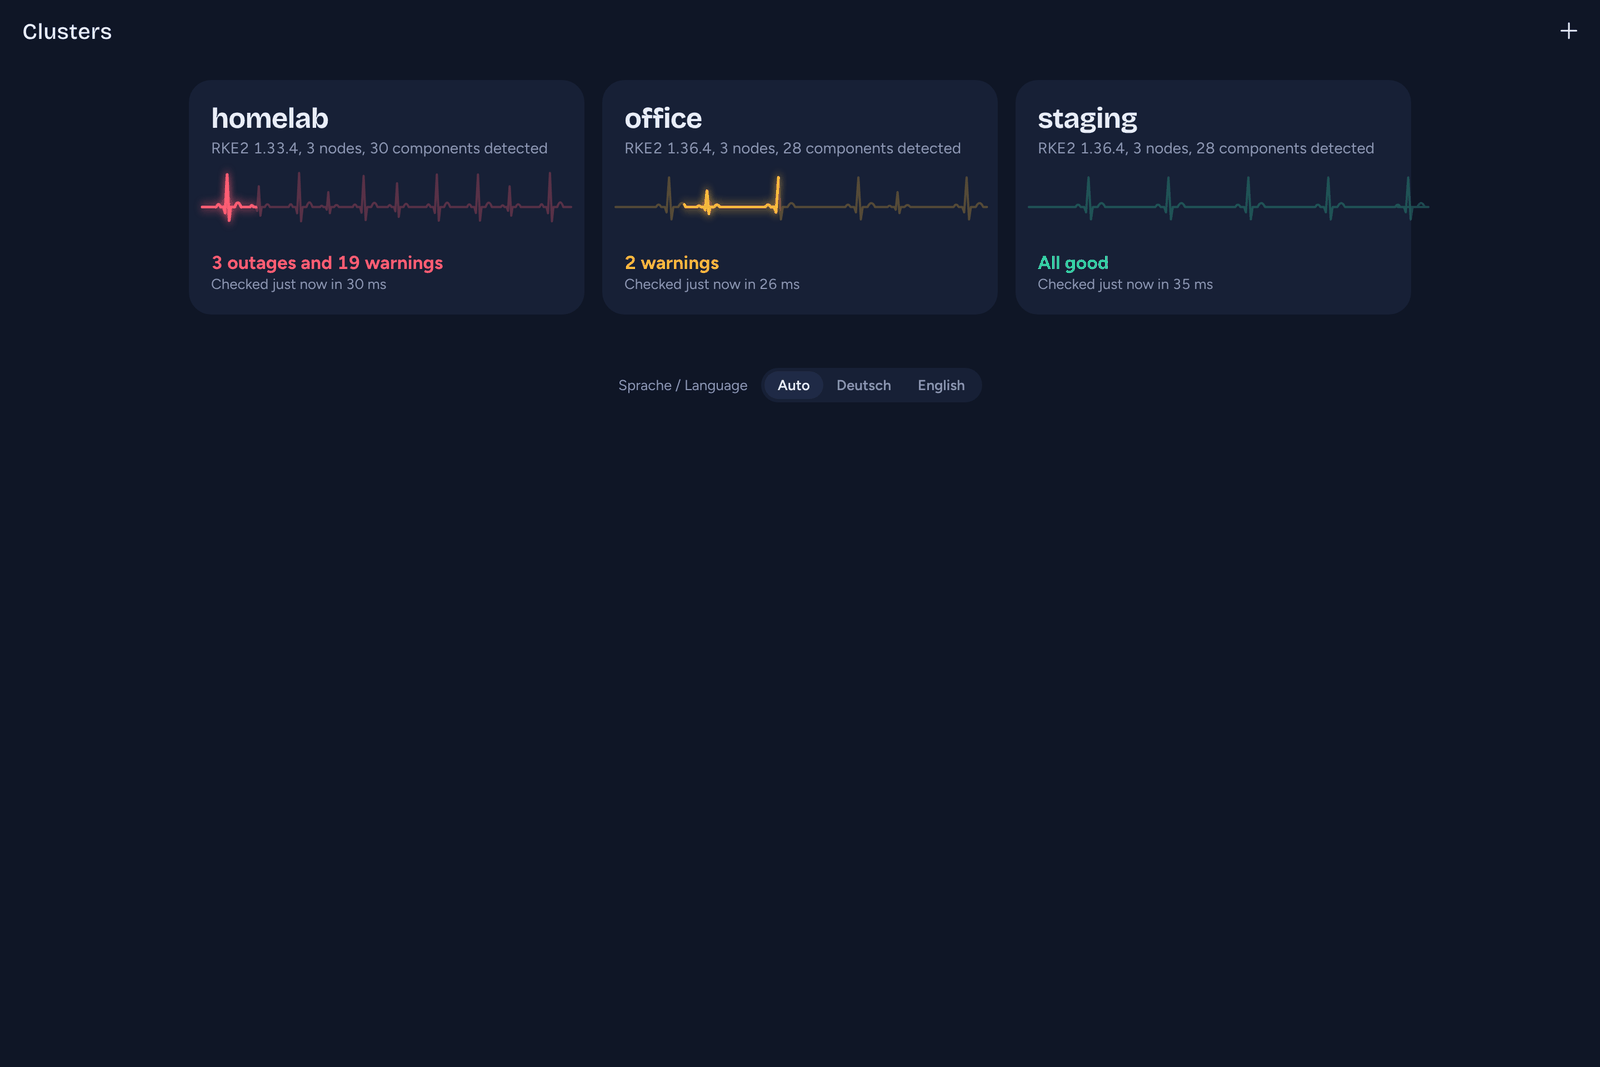 Clusters
homelab
RKE2 1.33.4, 3 nodes, 30 components detected
3 outages and 19 warnings
Checked just now in 30 ms
office
RKE2 1.36.4, 3 nodes, 28 components detected
2 warnings
Checked just now in 26 ms
staging
RKE2 1.36.4, 3 nodes, 28 components detected
All good
Checked just now in 35 ms
Sprache / Language Auto Deutsch English